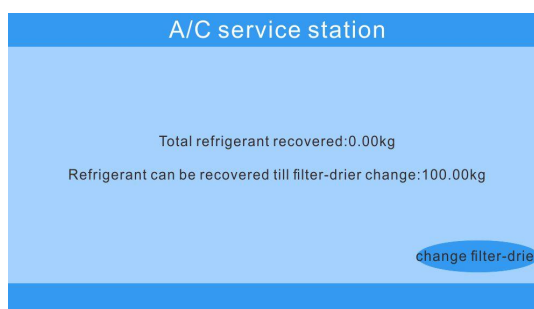 A/C service station
Total refrigerant recovered:0.00kg
Refrigerant can be recovered till filter-drier change:100.00kg
change filter-drie